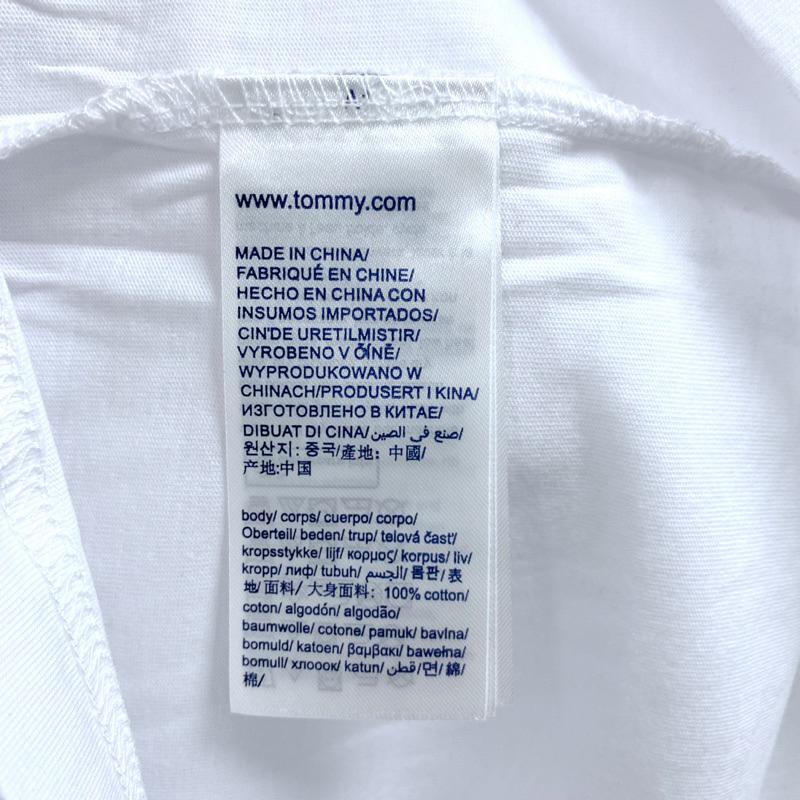 www.tommy.com
MADE IN CHINA/
FABRIQUÉ EN CHINE/
HECHO EN CHINA CON
INSUMOS IMPORTADOS/
CIN'DE URETILMISTIR/
VYROBENO V ČÍNĚ/
WYPRODUKOWANO W
CHINACH/PRODUSERT I KINA/
ИЗГОТОВЛЕНО В КИТАЕ/
DIBUAT DI CINA/صنع في الصين/
원산지: 중국/產地: 中國/
产地:中国
body/ corps/ cuerpo/ corpo/
Oberteil/ beden/ trup/ telová časť/
kropsstykke/ lijf/ κορμος/ korpus/ liv/
kropp/ лиф/ tubuh/ الجسم/ 몸판/ 表
地/ 面料/ 大身面料: 100% cotton/
coton/ algodón/ algodão/
baumwolle/ cotone/ pamuk/ bavlna/
bomuld/ katoen/ βαμβακι/ bawełna/
bomull/ хлооок/ katun/ قطن/ 면/ 綿/
棉/